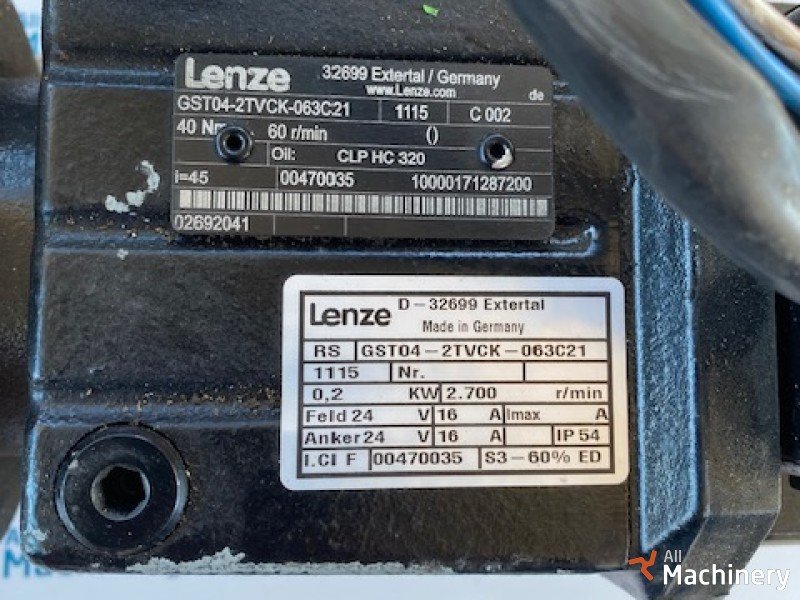 Lenze 32699 Extertal / Germany
www.Lenze.com de
GST04-2TVCK-063C21 1115 C 002
40 Nm 60 r/min ()
Oil: CLP HC 320
i=45 00470035 10000171287200
02692041
Lenze D-32699 Extertal
Made in Germany
RS GST04-2TVCK-063C21
1115 Nr.
0,2 KW 2.700 r/min
Feld 24 V 16 A Imax A
Anker 24 V 16 A IP 54
I.Cl F 00470035 S3-60% ED
All
Machinery